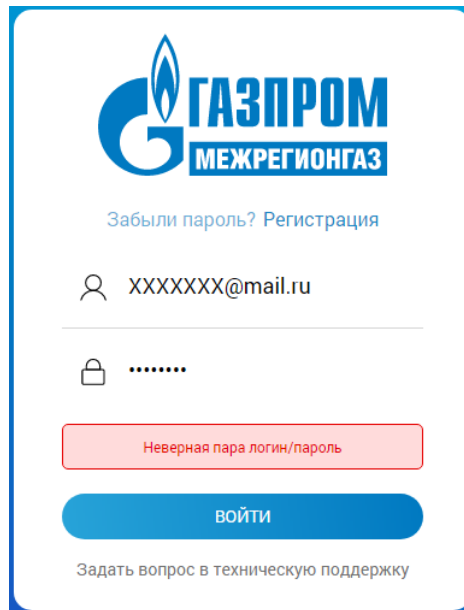 ГАЗПРОМ
МЕЖРЕГИОНГАЗ
Забыли пароль? Регистрация
XXXXXXX@mail.ru
••••••••
Неверная пара логин/пароль
ВОЙТИ
Задать вопрос в техническую поддержку